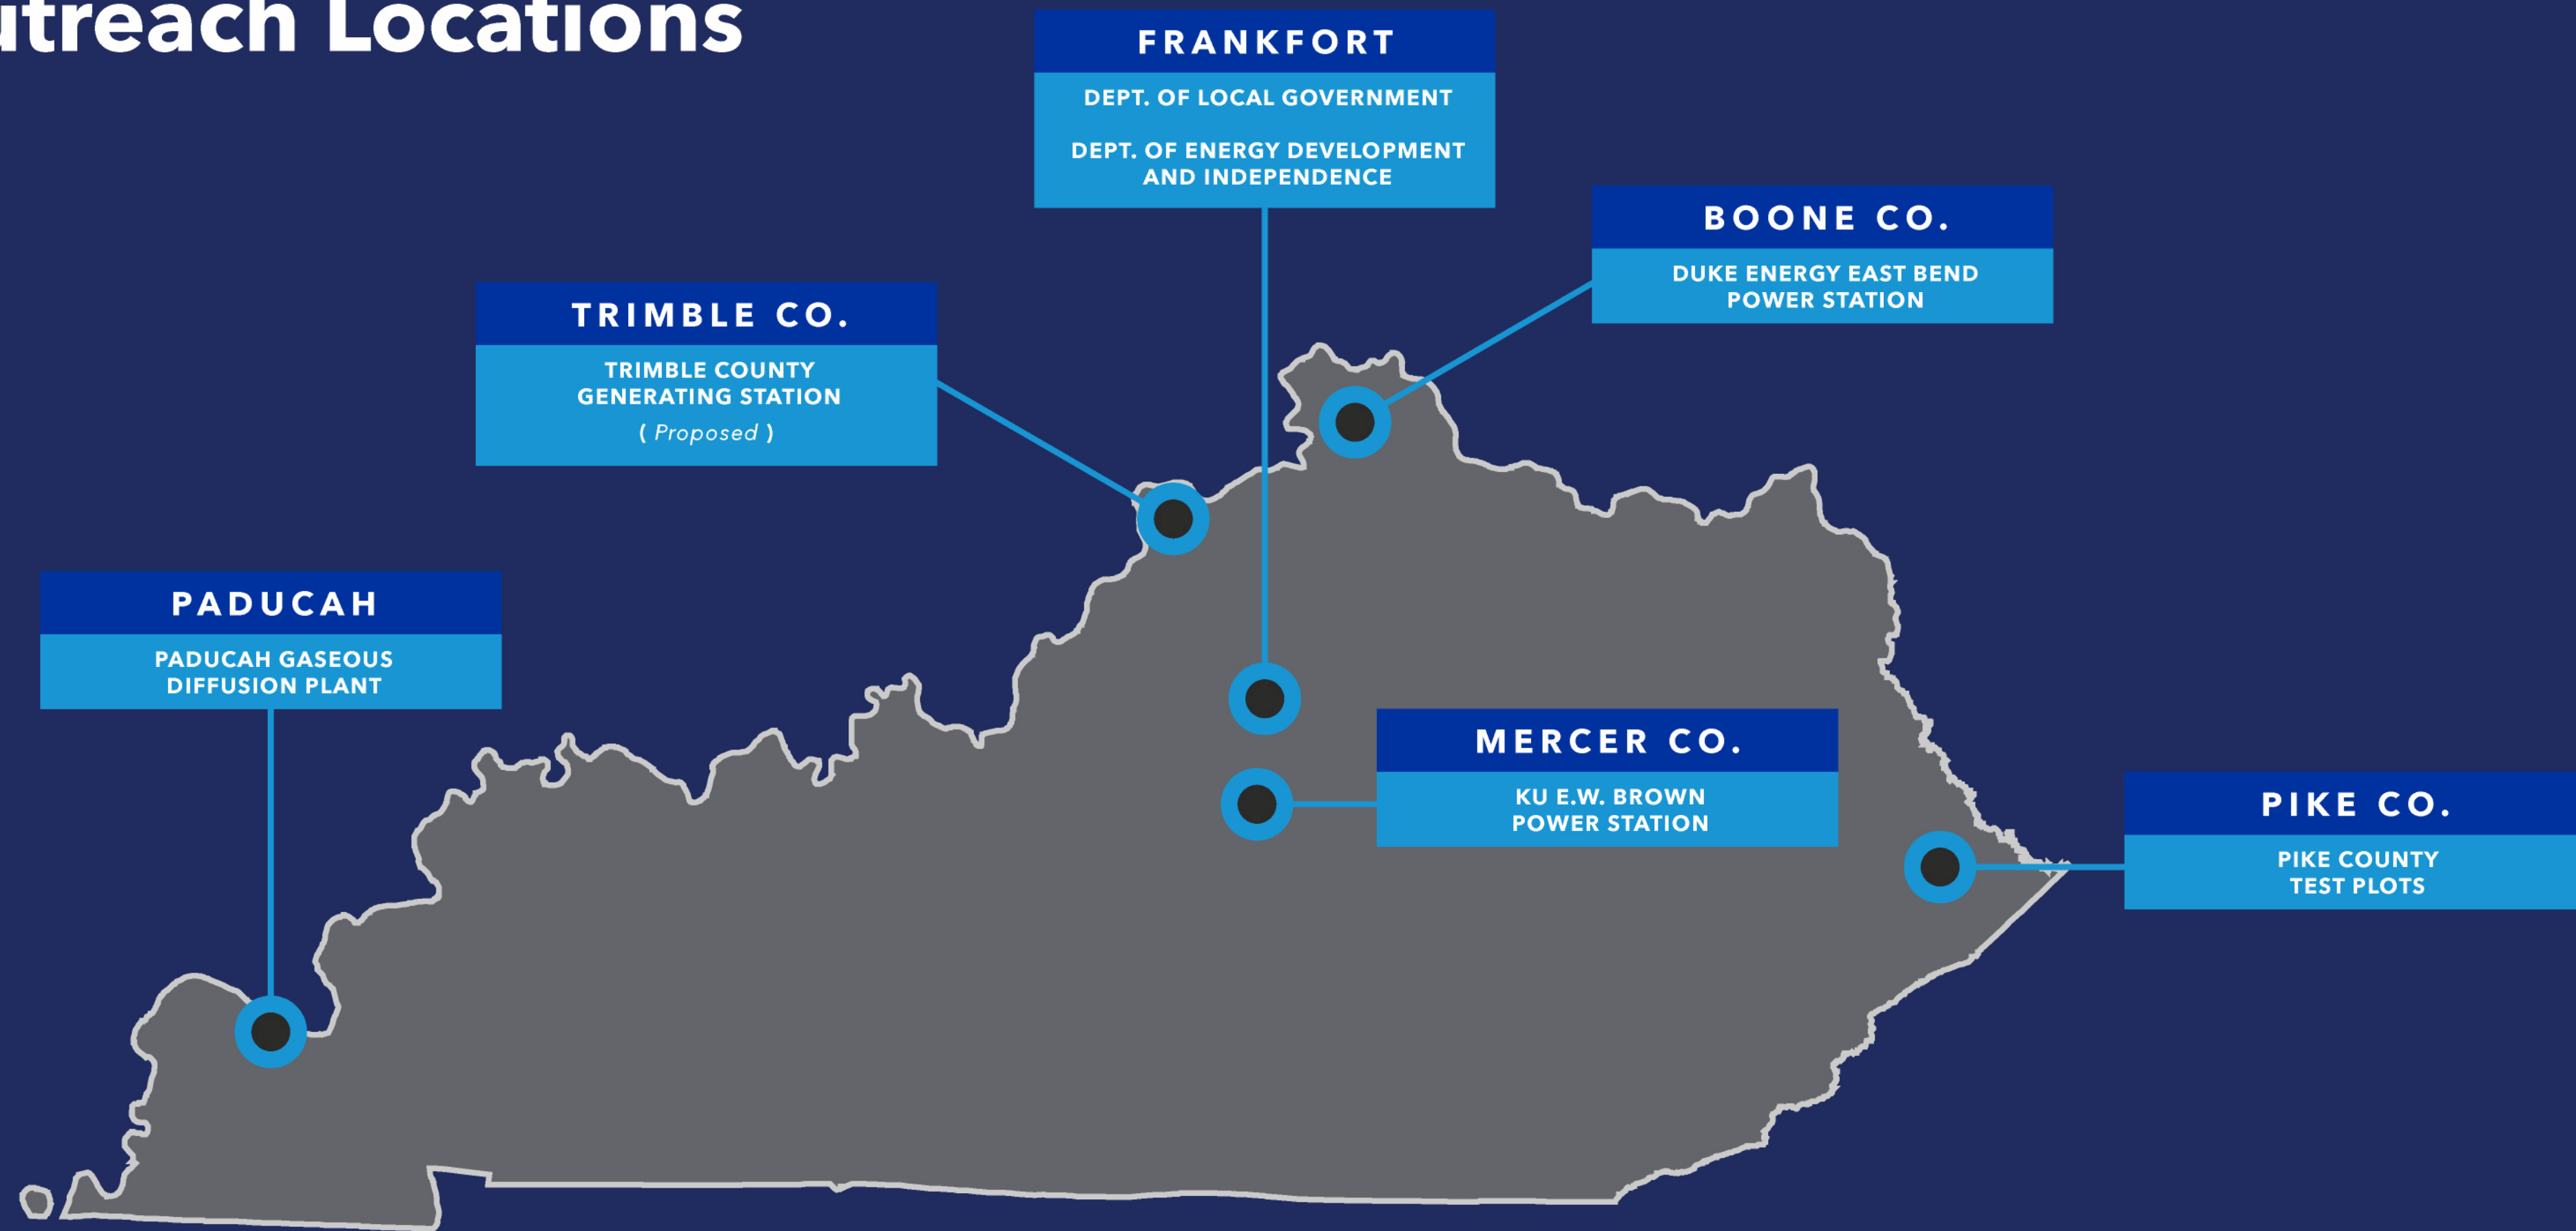 utreach Locations
FRANKFORT
DEPT. OF LOCAL GOVERNMENT
DEPT. OF ENERGY DEVELOPMENT
AND INDEPENDENCE
BOONE CO.
DUKE ENERGY EAST BEND
POWER STATION
TRIMBLE CO.
TRIMBLE COUNTY
GENERATING STATION
( Proposed )
PADUCAH
PADUCAH GASEOUS
DIFFUSION PLANT
MERCER CO.
KU E.W. BROWN
POWER STATION
PIKE CO.
PIKE COUNTY
TEST PLOTS